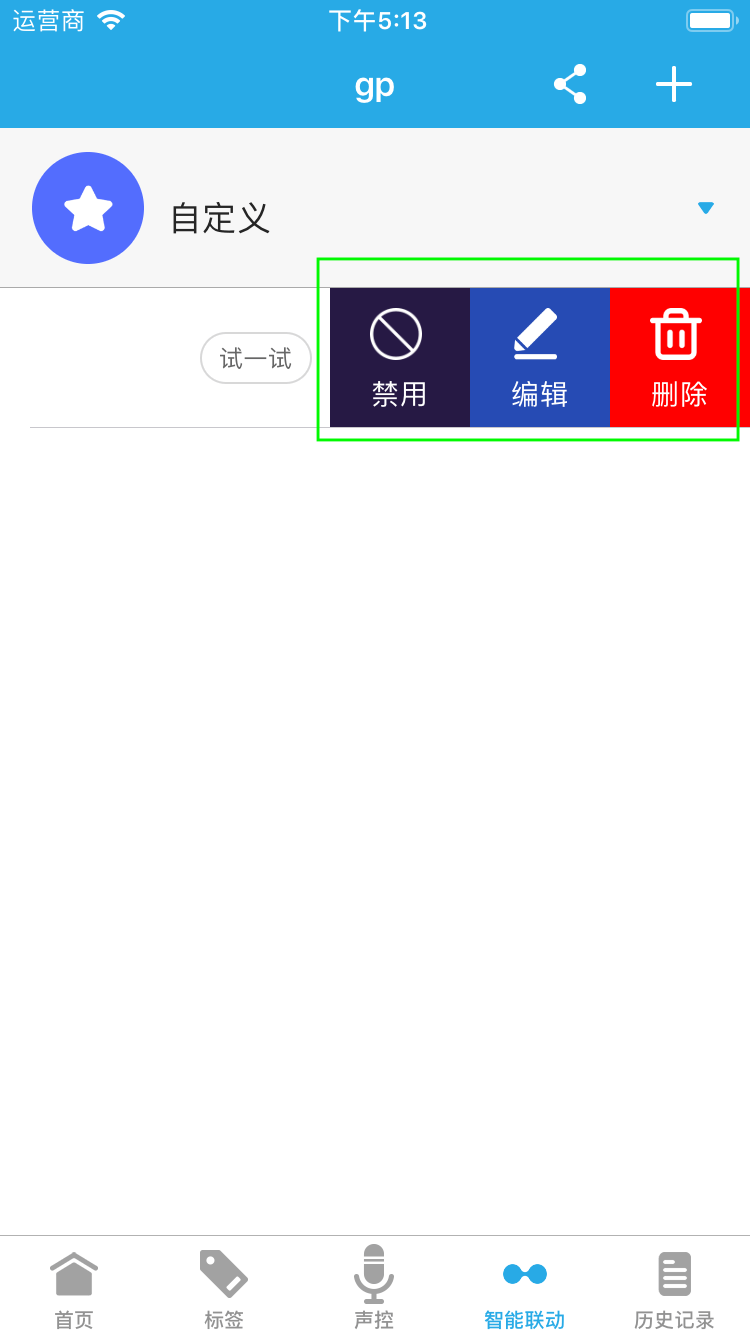 运营商 下午5:13
gp
自定义
试一试 禁用 编辑 删除
首页 标签 声控 智能联动 历史记录